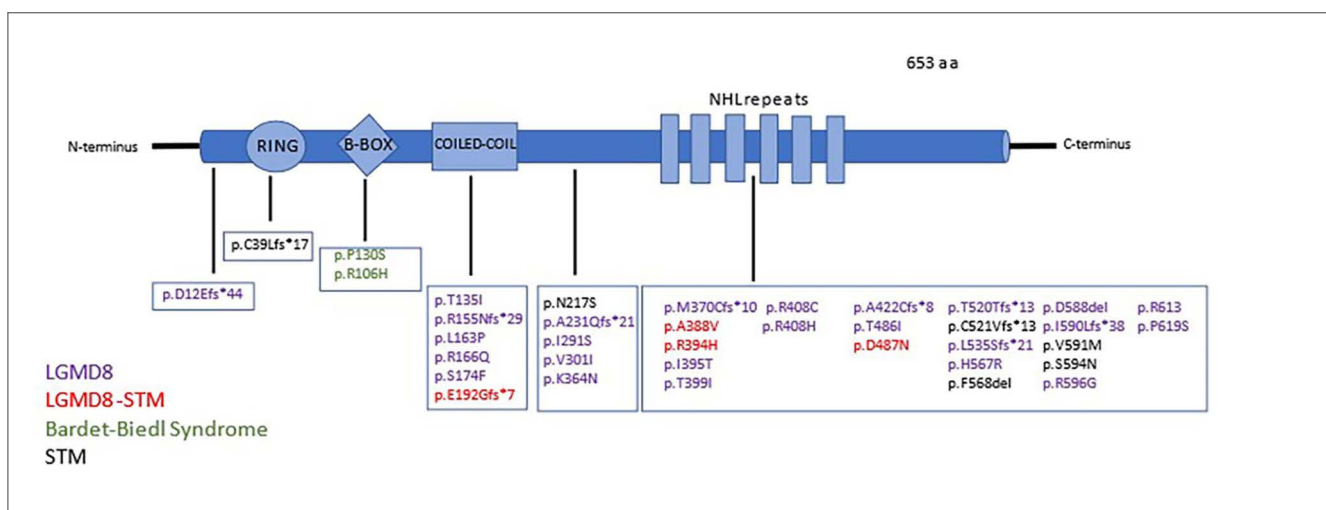 653 aa
NHL repeats
N-terminus
RING
B-BOX
COILED-COIL
C-terminus
p.D12Efs*44
p.C39Lfs*17
p.P130S
p.R106H
p.T135I
p.R155Nfs*29
p.L163P
p.R166Q
p.S174F
p.E192Gfs*7
p.N217S
p.A231Qfs*21
p.I291S
p.V301I
p.K364N
p.M370Cfs*10
p.A388V
p.R394H
p.I395T
p.T399I
p.R408C
p.R408H
p.A422Cfs*8
p.T486I
p.D487N
p.T520Tfs*13
p.C521Vfs*13
p.L535Sfs*21
p.H567R
p.F568del
p.D588del
p.I590Lfs*38
p.V591M
p.S594N
p.R596G
p.R613
p.P619S
LGMD8
LGMD8-STM
Bardet-Biedl Syndrome
STM